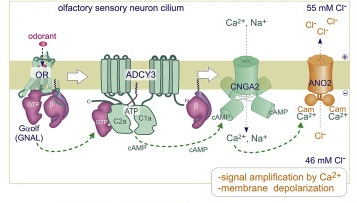 olfactory sensory neuron cilium
55 mM Cl-
odorant
Ca2+, Na+
Cl-
Cl-
Cl-
OR
ADCY3
CNGA2
ANO2
GTP
β
γ
Gαolf
(GNAL)
C
N
ATP
GTP
C2a
C1a
β
γ
cAMP
cAMP
cAMP
Cam
Cam
Ca2+
Ca2+
Ca2+, Na+
Cl-
46 mM Cl-
-signal amplification by Ca2+
-membrane depolarization